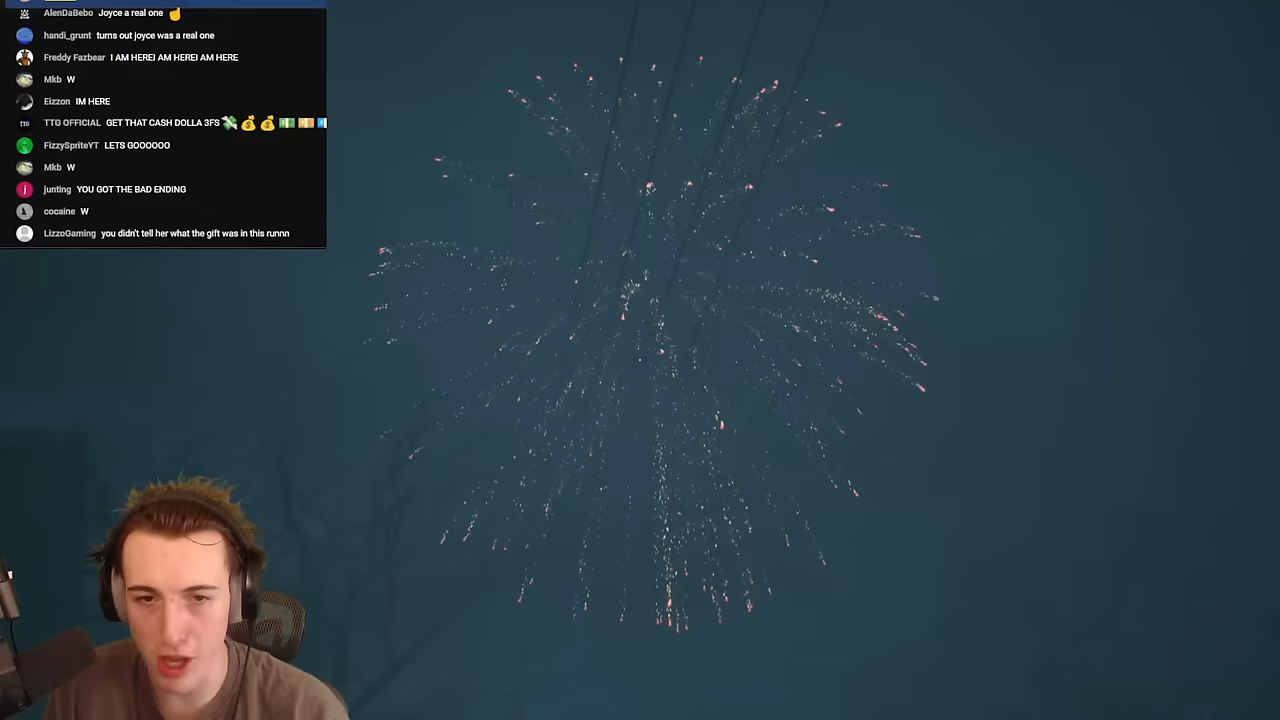 AlenDaBebo Joyce a real one ☝
handi_grunt turns out joyce was a real one
Freddy Fazbear I AM HEREI AM HEREI AM HERE
Mkb W
Eizzon IM HERE
TTG OFFICIAL GET THAT CASH DOLLA 3FS 💸💰💰💵💴💶
FizzySpriteYT LETS GOOOOOO
Mkb W
junting YOU GOT THE BAD ENDING
cocaine W
LizzoGaming you didn't tell her what the gift was in this runnn